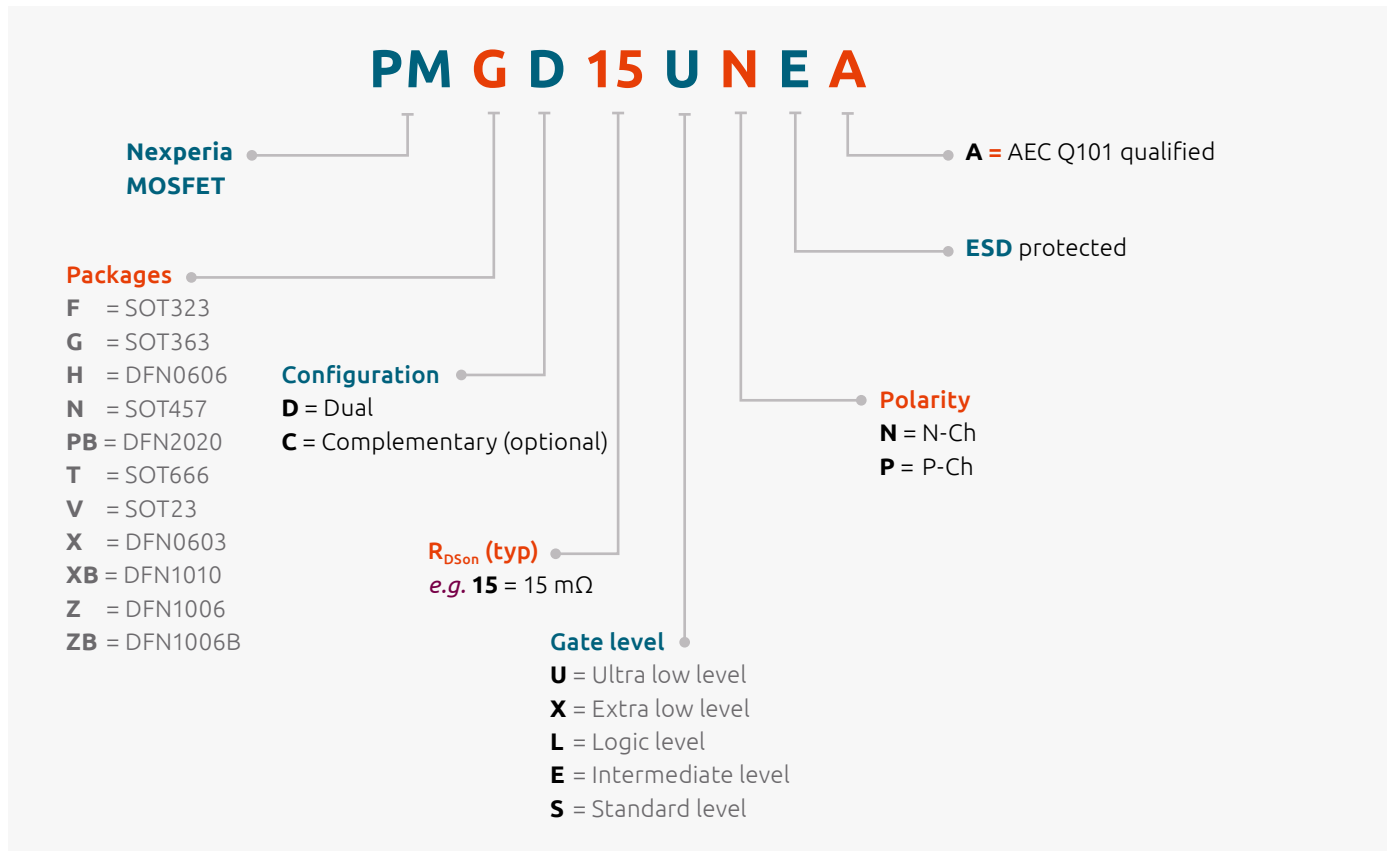 PM G D 15 U N E A
Nexperia
MOSFET
A = AEC Q101 qualified
ESD protected
Packages
F = SOT323
G = SOT363
H = DFN0606
N = SOT457
PB = DFN2020
T = SOT666
V = SOT23
X = DFN0603
XB = DFN1010
Z = DFN1006
ZB = DFN1006B
Configuration
D = Dual
C = Complementary (optional)
Polarity
N = N-Ch
P = P-Ch
RDSon (typ)
e.g. 15 = 15 mΩ
Gate level
U = Ultra low level
X = Extra low level
L = Logic level
E = Intermediate level
S = Standard level